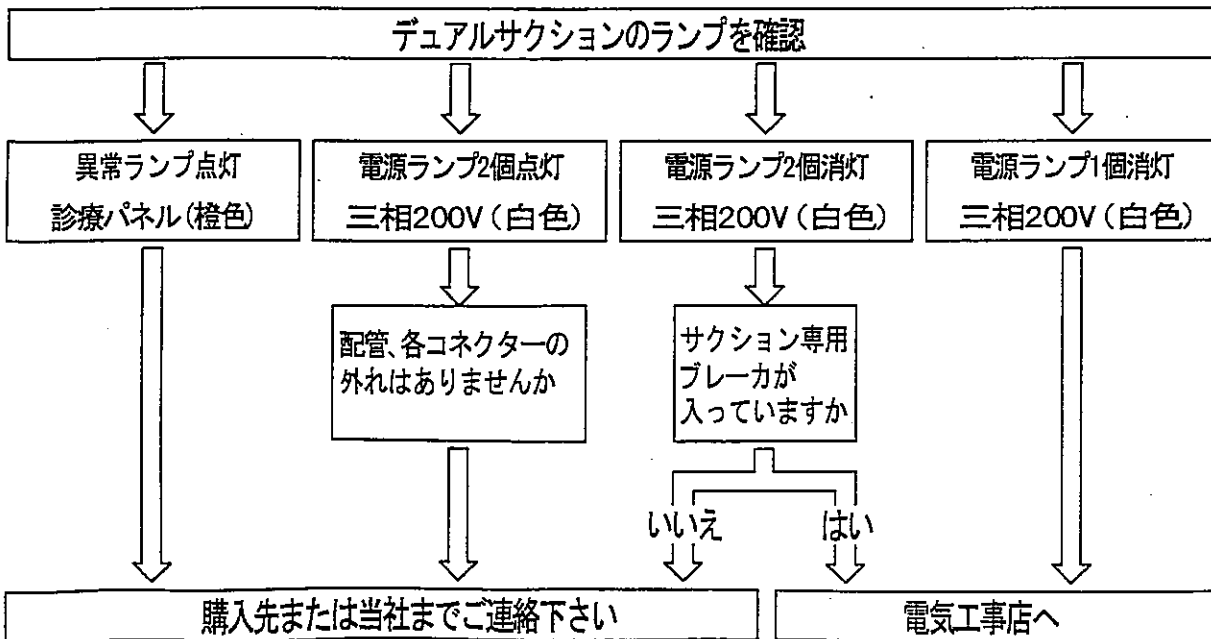 デュアルサクションのランプを確認
異常ランプ点灯
診療パネル(橙色)
電源ランプ2個点灯
三相200V(白色)
電源ランプ2個消灯
三相200V(白色)
電源ランプ1個消灯
三相200V(白色)
配管、各コネクターの
外れはありませんか
サクション専用
ブレーカが
入っていますか
いいえ
はい
購入先または当社までご連絡下さい
電気工事店へ